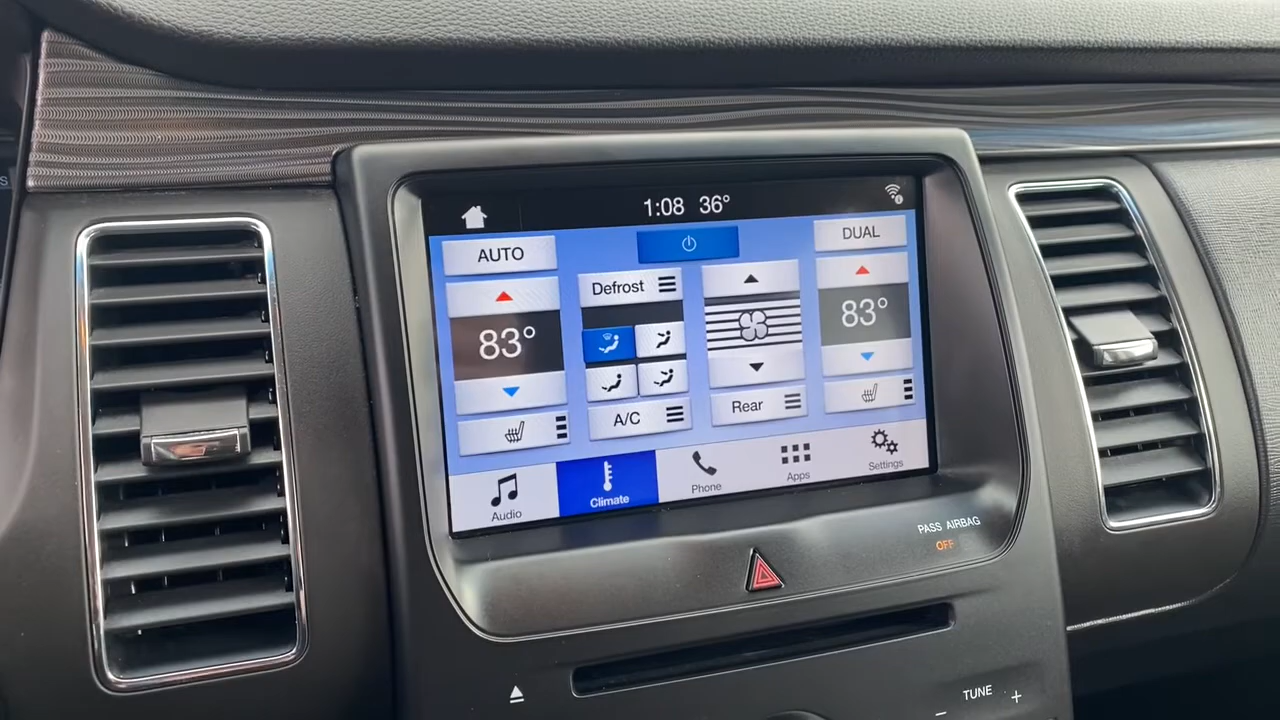 S
1:08 36°
AUTO
DUAL
Defrost
83°
83°
A/C
Rear
Audio
Climate
Phone
Apps
Settings
PASS AIRBAG
OFF
TUNE
- +